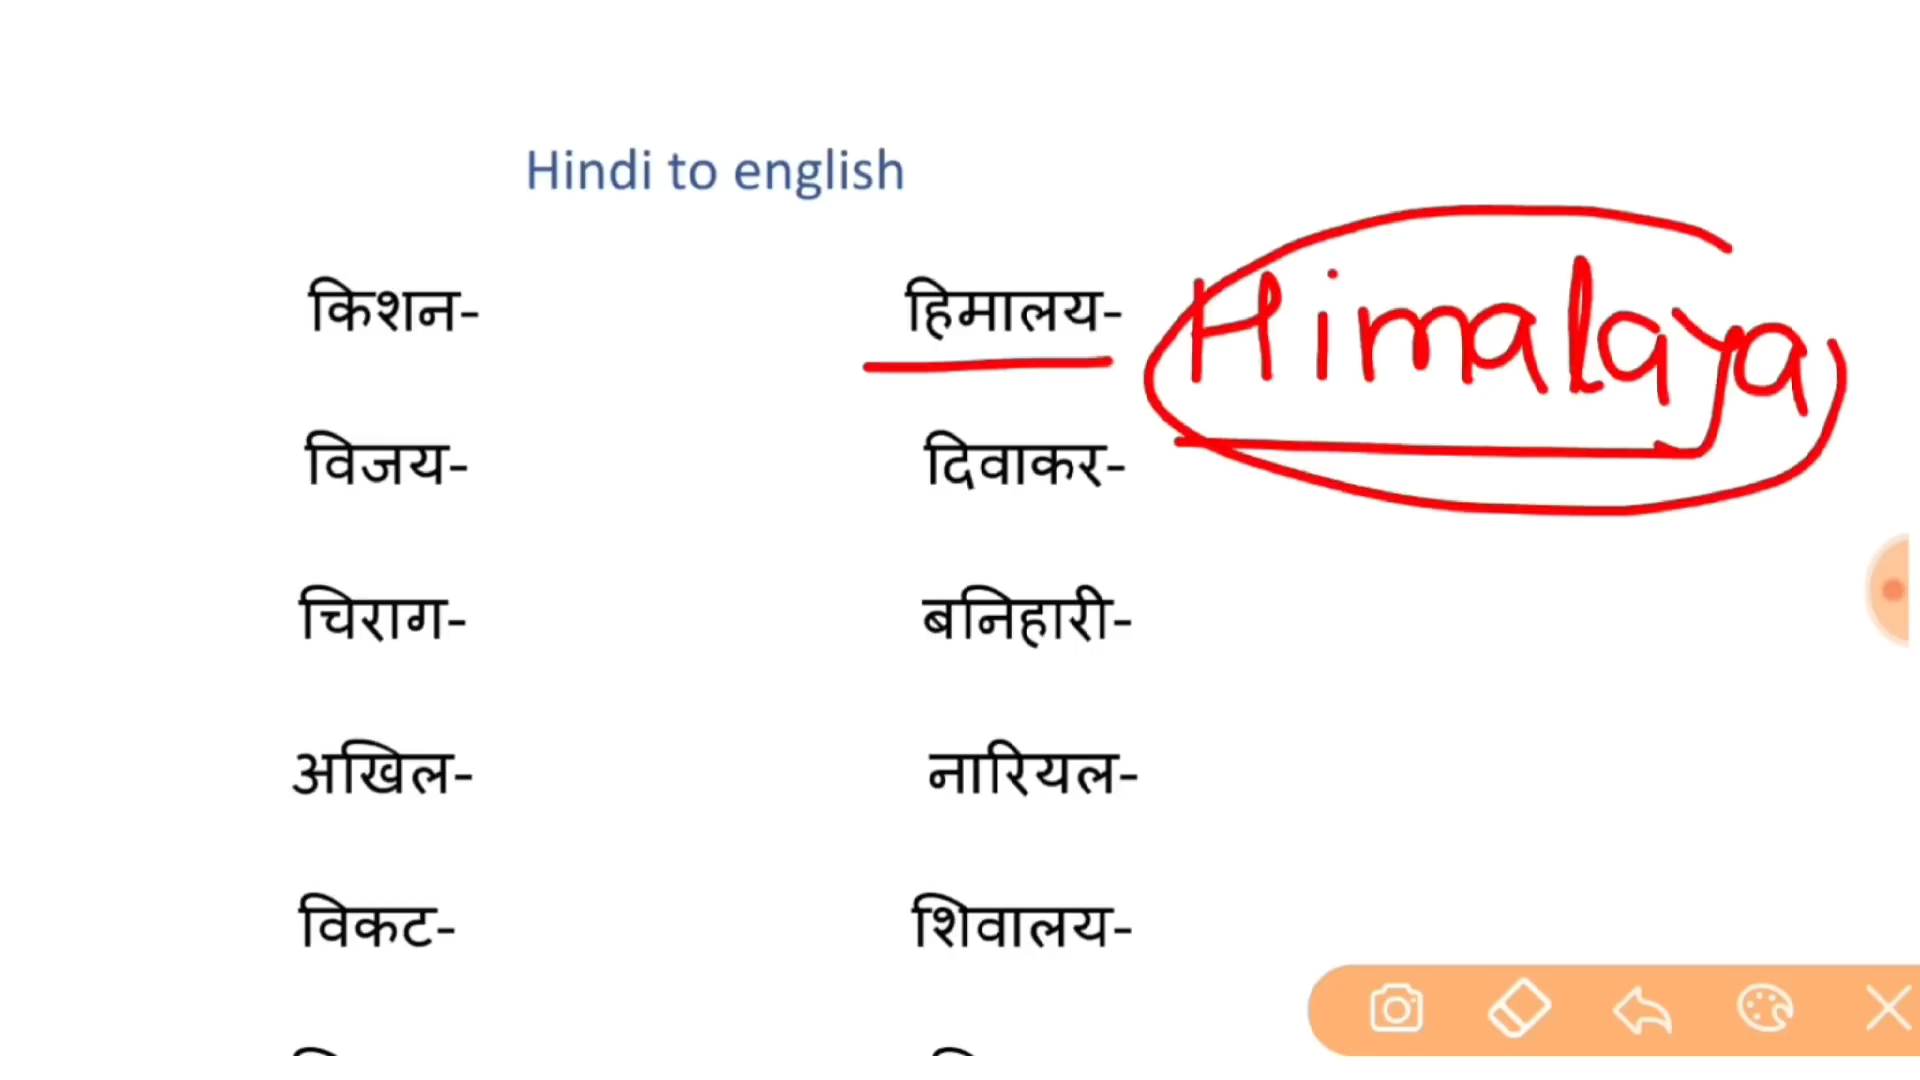 Hindi to english
किशन- हिमालय- Himalaya
विजय- दिवाकर-
चिराग- बनिहारी-
अखिल- नारियल-
विकट- शिवालय-